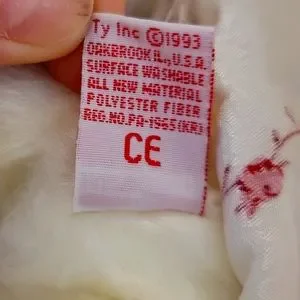 Ty Inc ©1993
OAKBROOK IL., U.S.A.
SURFACE WASHABLE
ALL NEW MATERIAL
POLYESTER FIBER
REG.NO.PA-1965(KR)
CE